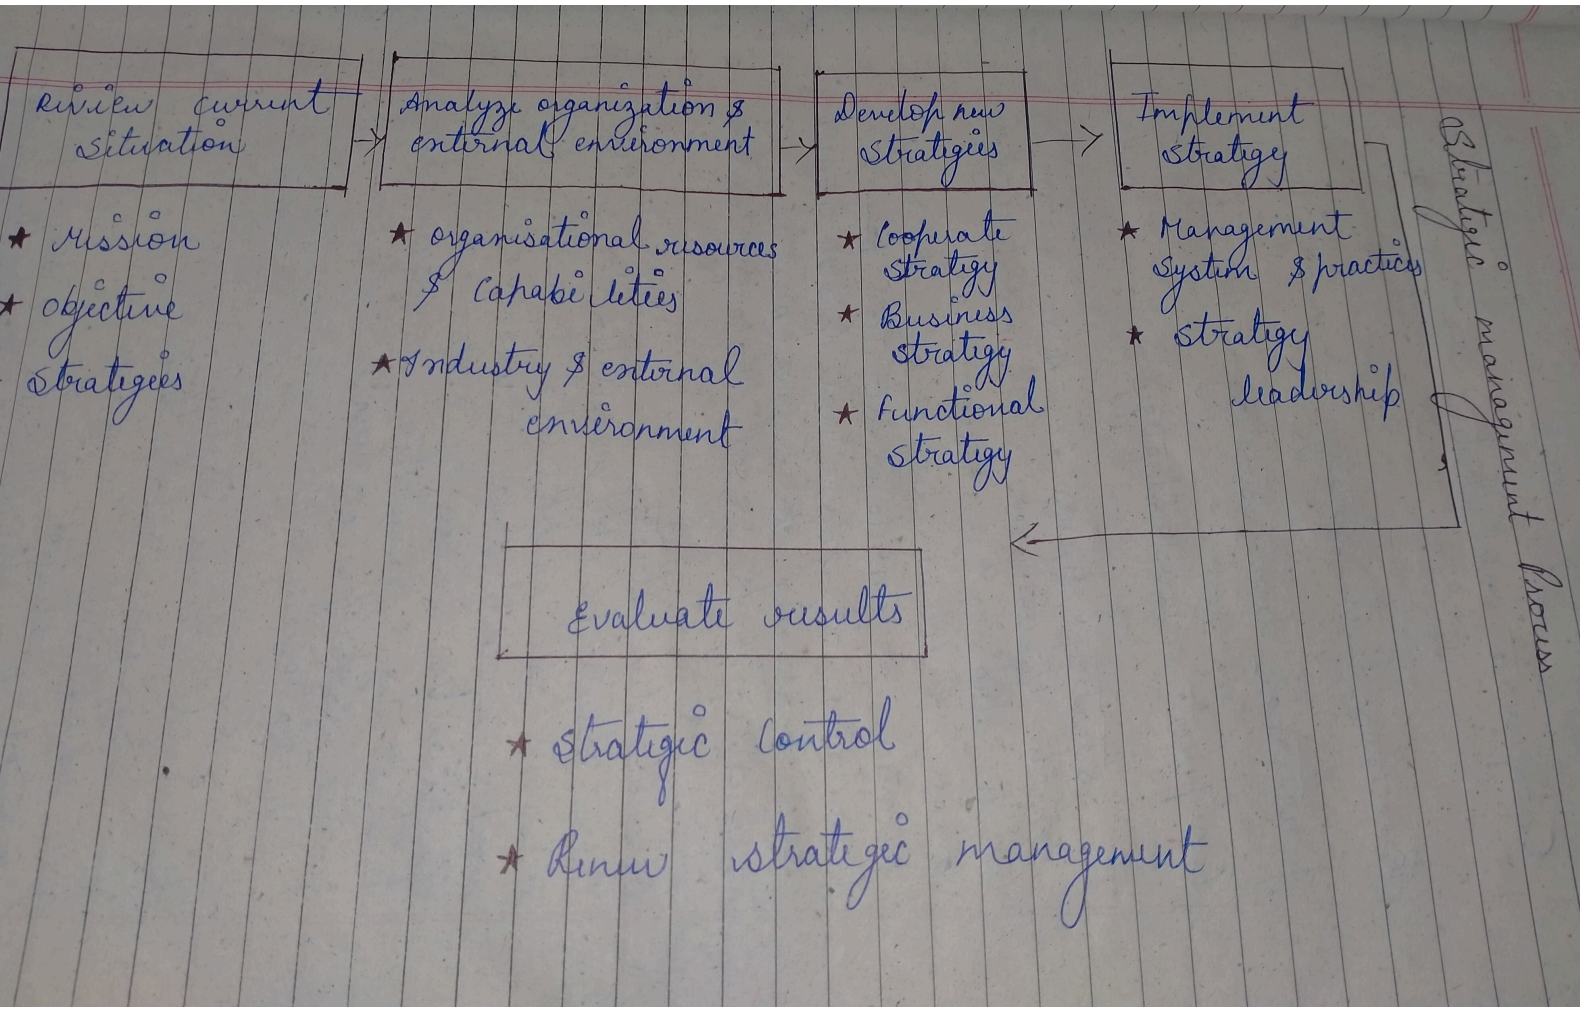 Review current
situation
Analyze organization &
external environment
Develop new
strategies
Implement
strategy
★ Mission
★ objective
strategies
★ organisational resources
& capabilities
★ Industry & external
environment
★ Cooperate
strategy
★ Business
strategy
★ Functional
strategy
★ Management
system & practices
★ strategy
leadership
Strategic management Process
Evaluate results
★ Strategic Control
★ Renew strategic management